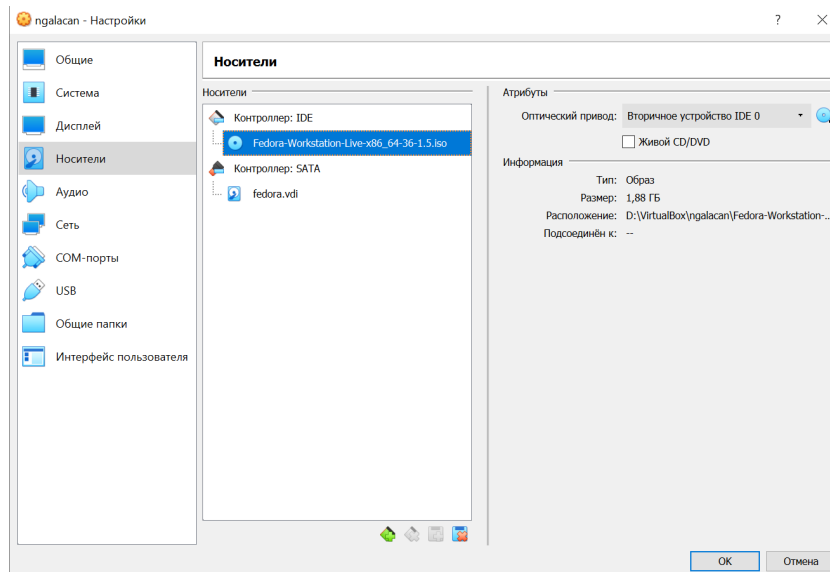 ngalacan - Настройки
Общие
Система
Дисплей
Носители
Аудио
Сеть
COM-порты
USB
Общие папки
Интерфейс пользователя
Носители
Носители
Контроллер: IDE
Fedora-Workstation-Live-x86_64-36-1.5.iso
Контроллер: SATA
fedora.vdi
Атрибуты
Оптический привод: Вторичное устройство IDE 0
Живой CD/DVD
Информация
Тип: Образ
Размер: 1,88 ГБ
Расположение: D:\VirtualBox\ngalacan\Fedora-Workstation-...
Подсоединён к: --
OK
Отмена